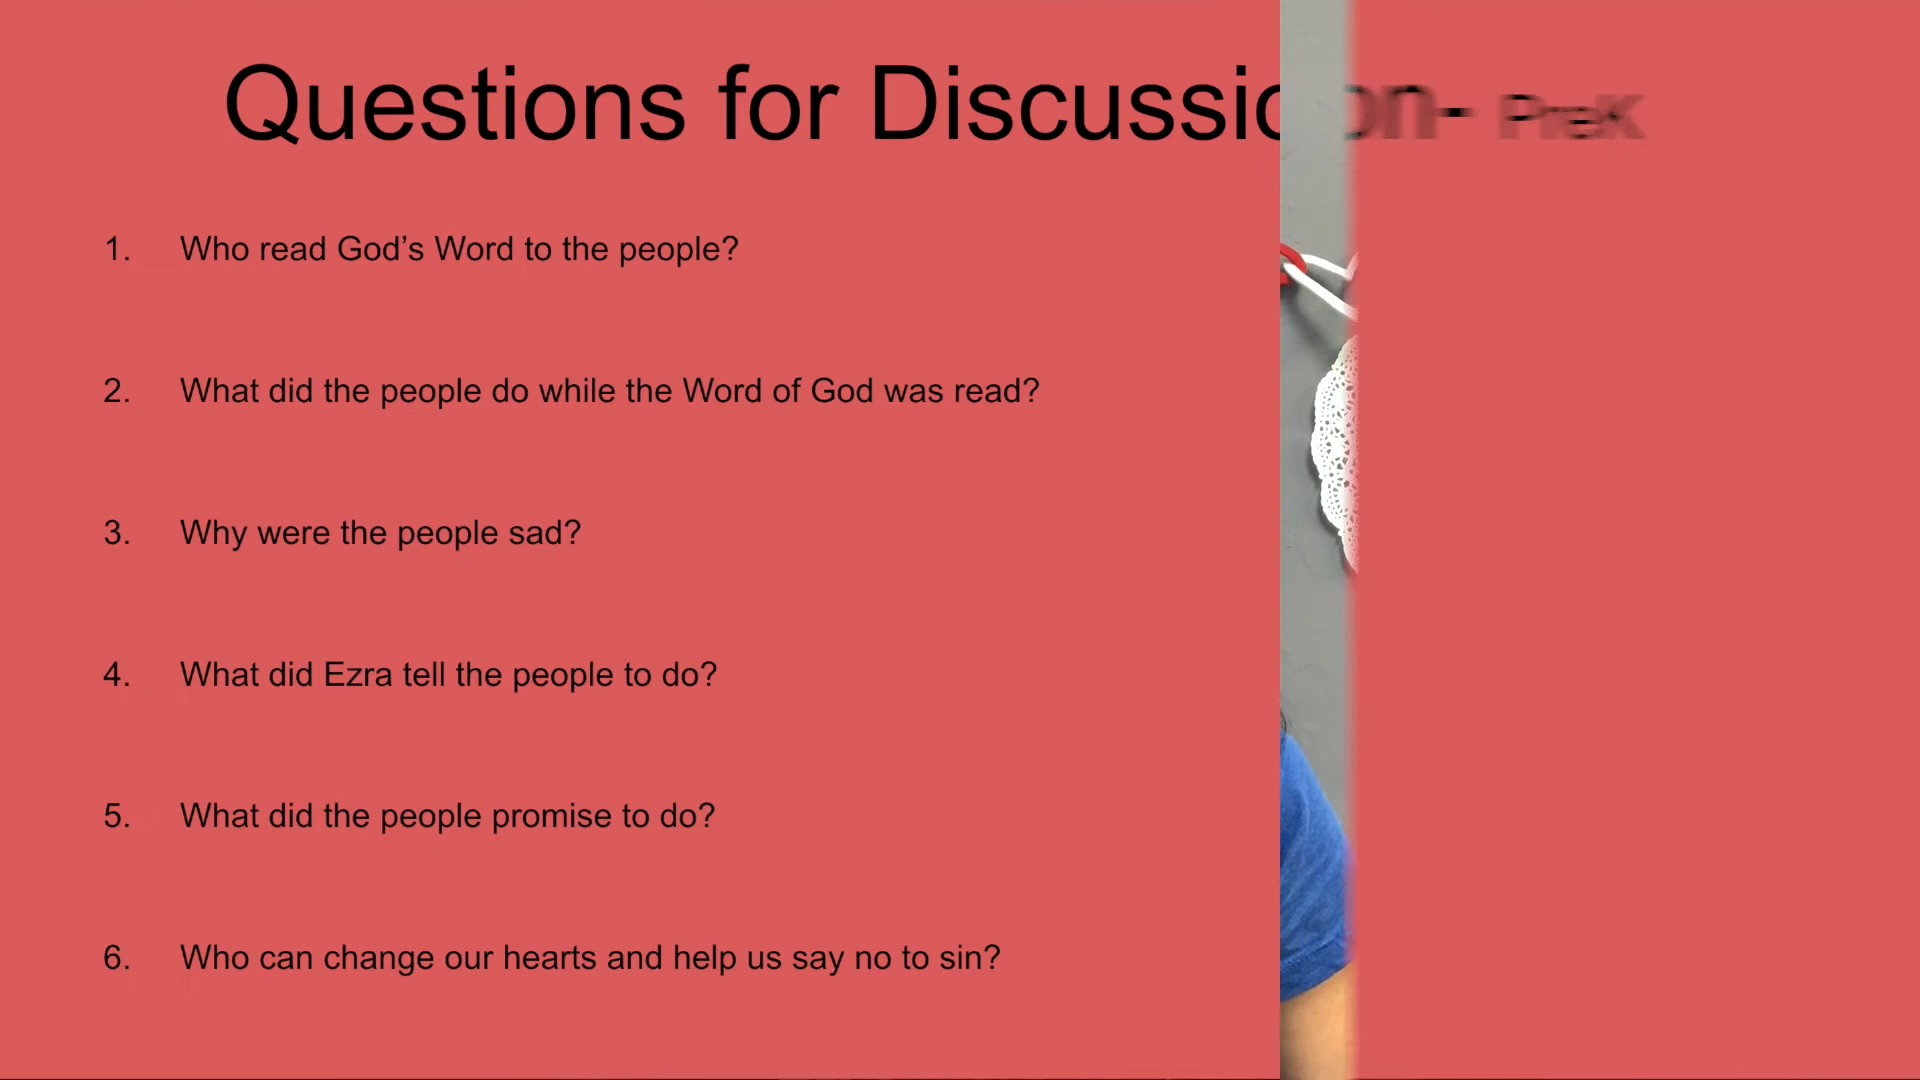 Questions for Discussion- PreK
1. Who read God’s Word to the people?
2. What did the people do while the Word of God was read?
3. Why were the people sad?
4. What did Ezra tell the people to do?
5. What did the people promise to do?
6. Who can change our hearts and help us say no to sin?